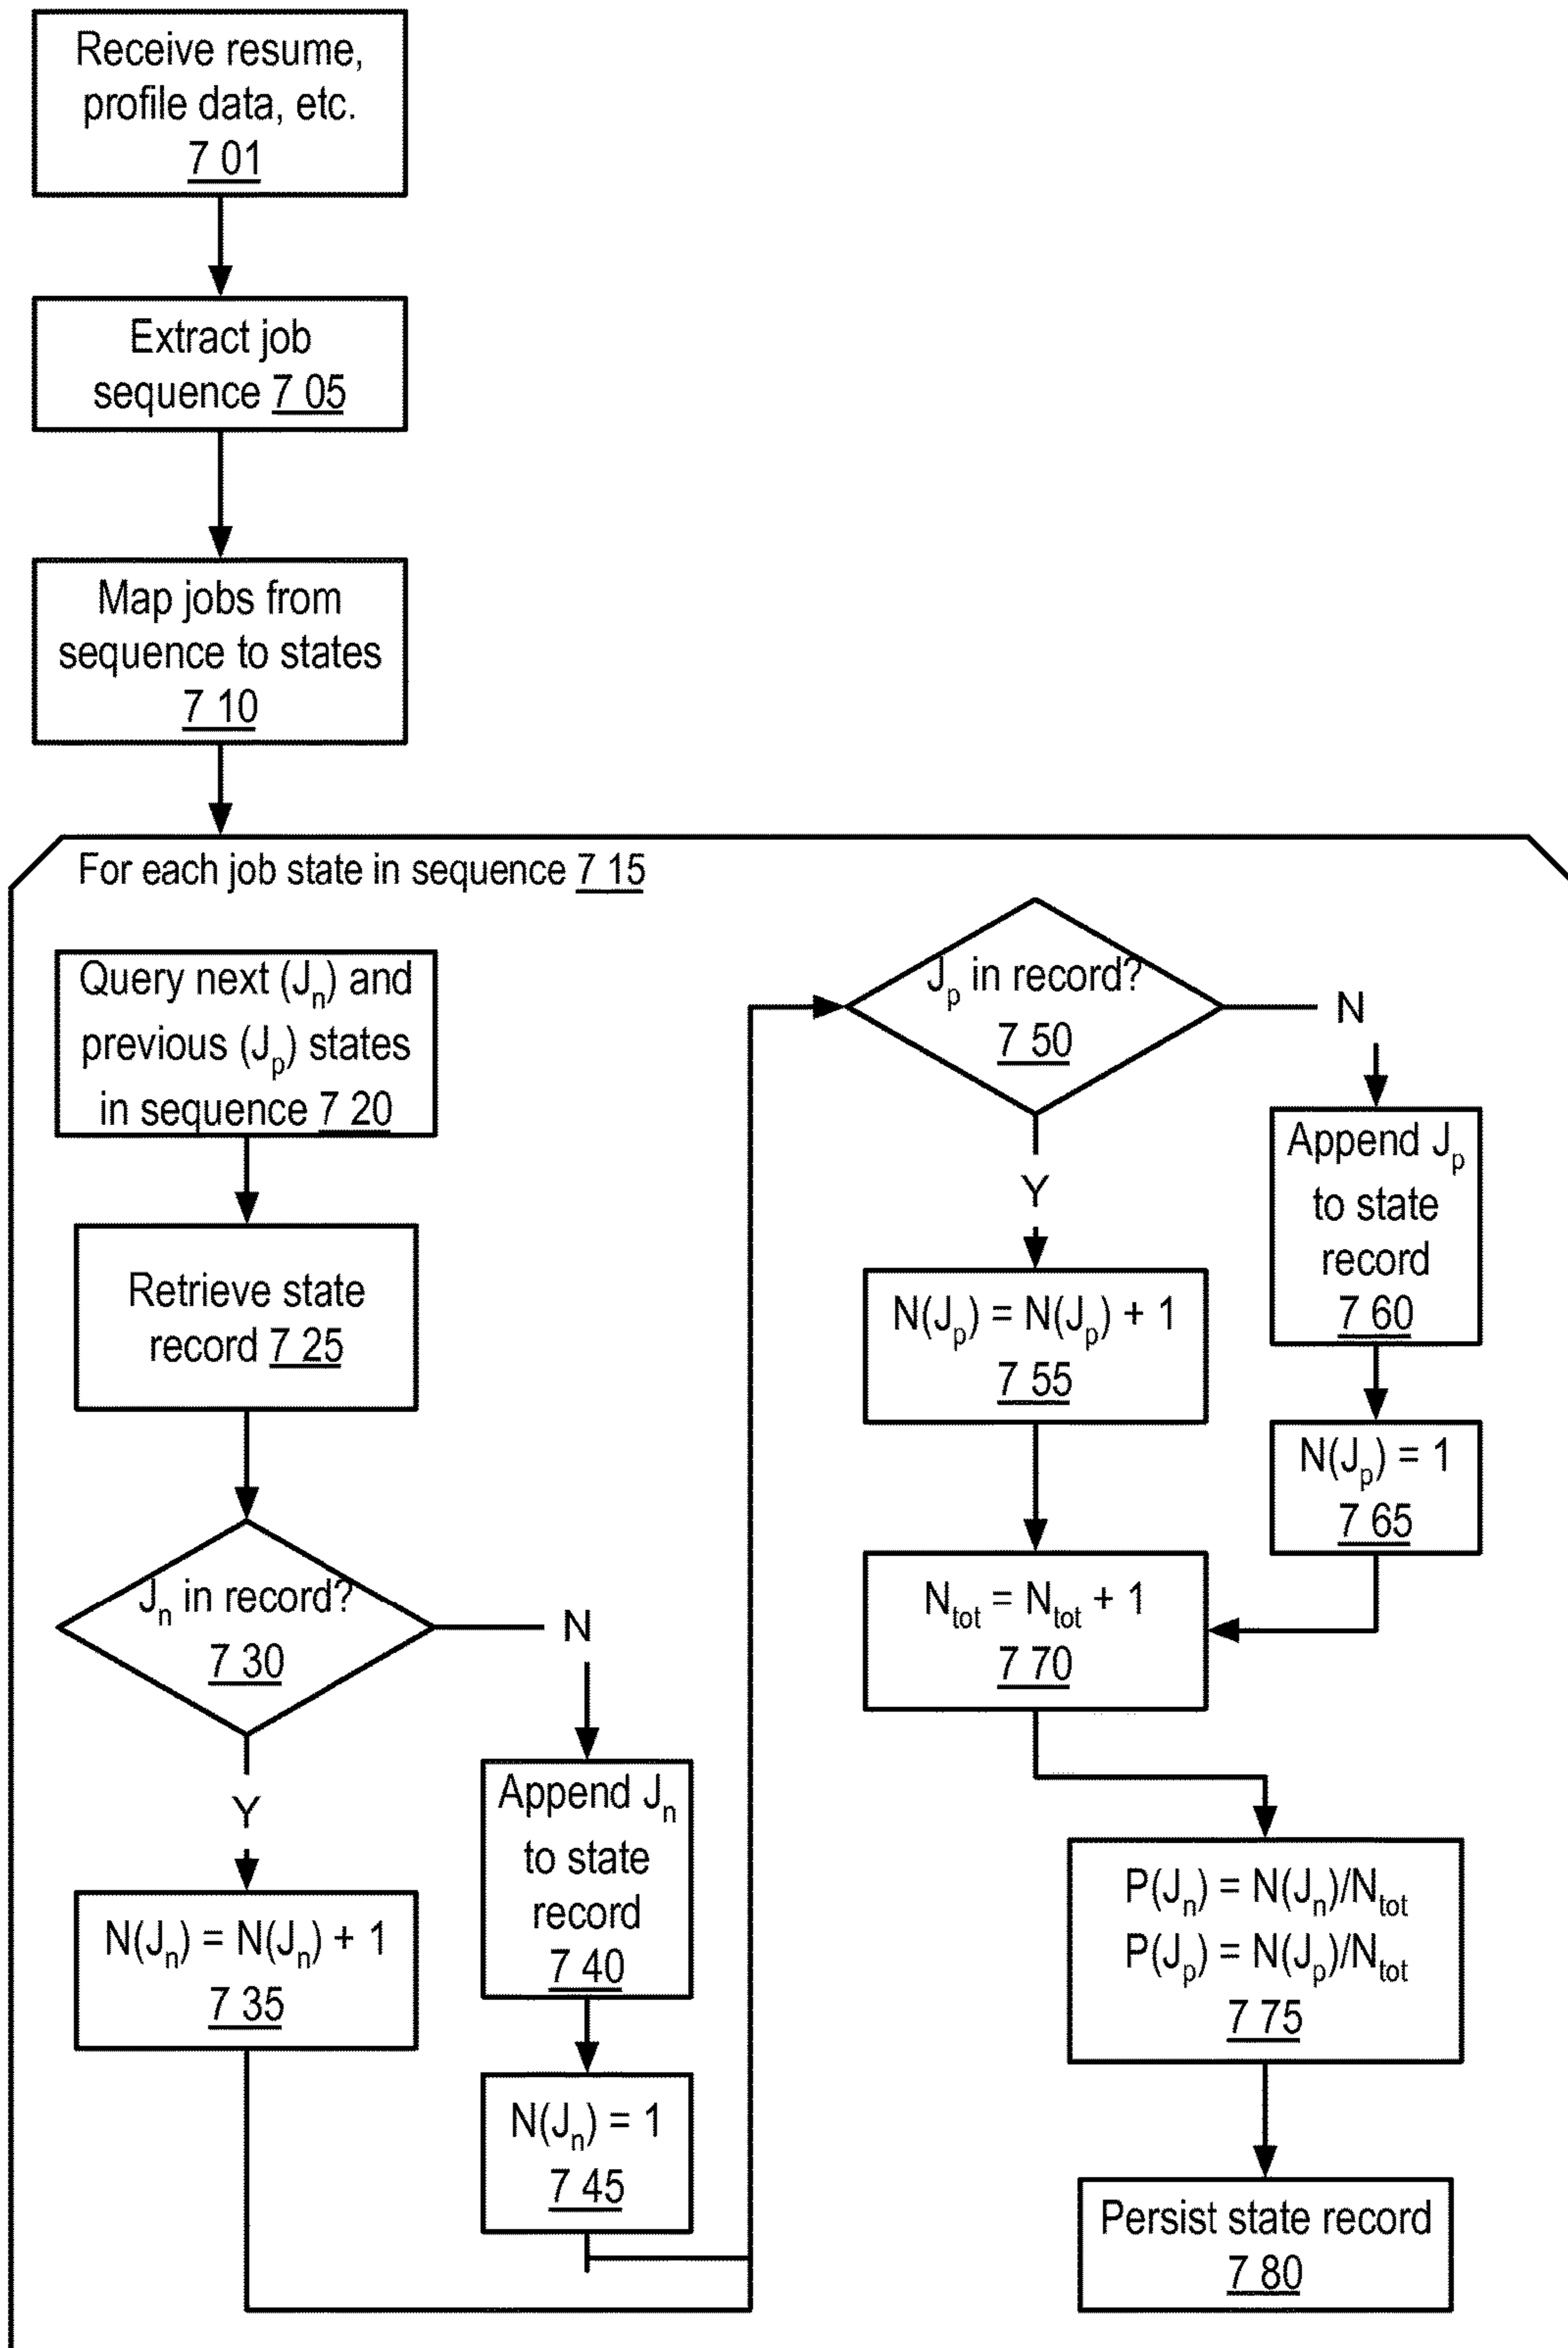 Receive resume,
profile data, etc.
7 01
Extract job
sequence 7 05
Map jobs from
sequence to states
7 10
For each job state in sequence 7 15
Query next (Jn) and
previous (Jp) states
in sequence 7 20
Retrieve state
record 7 25
Jn in record?
7 30
N
Y
Append Jn
to state
record
7 40
N(Jn) = N(Jn) + 1
7 35
N(Jn) = 1
7 45
Jp in record?
7 50
N
Y
Append Jp
to state
record
7 60
N(Jp) = N(Jp) + 1
7 55
N(Jp) = 1
7 65
Ntot = Ntot + 1
7 70
P(Jn) = N(Jn)/Ntot
P(Jp) = N(Jp)/Ntot
7 75
Persist state record
7 80